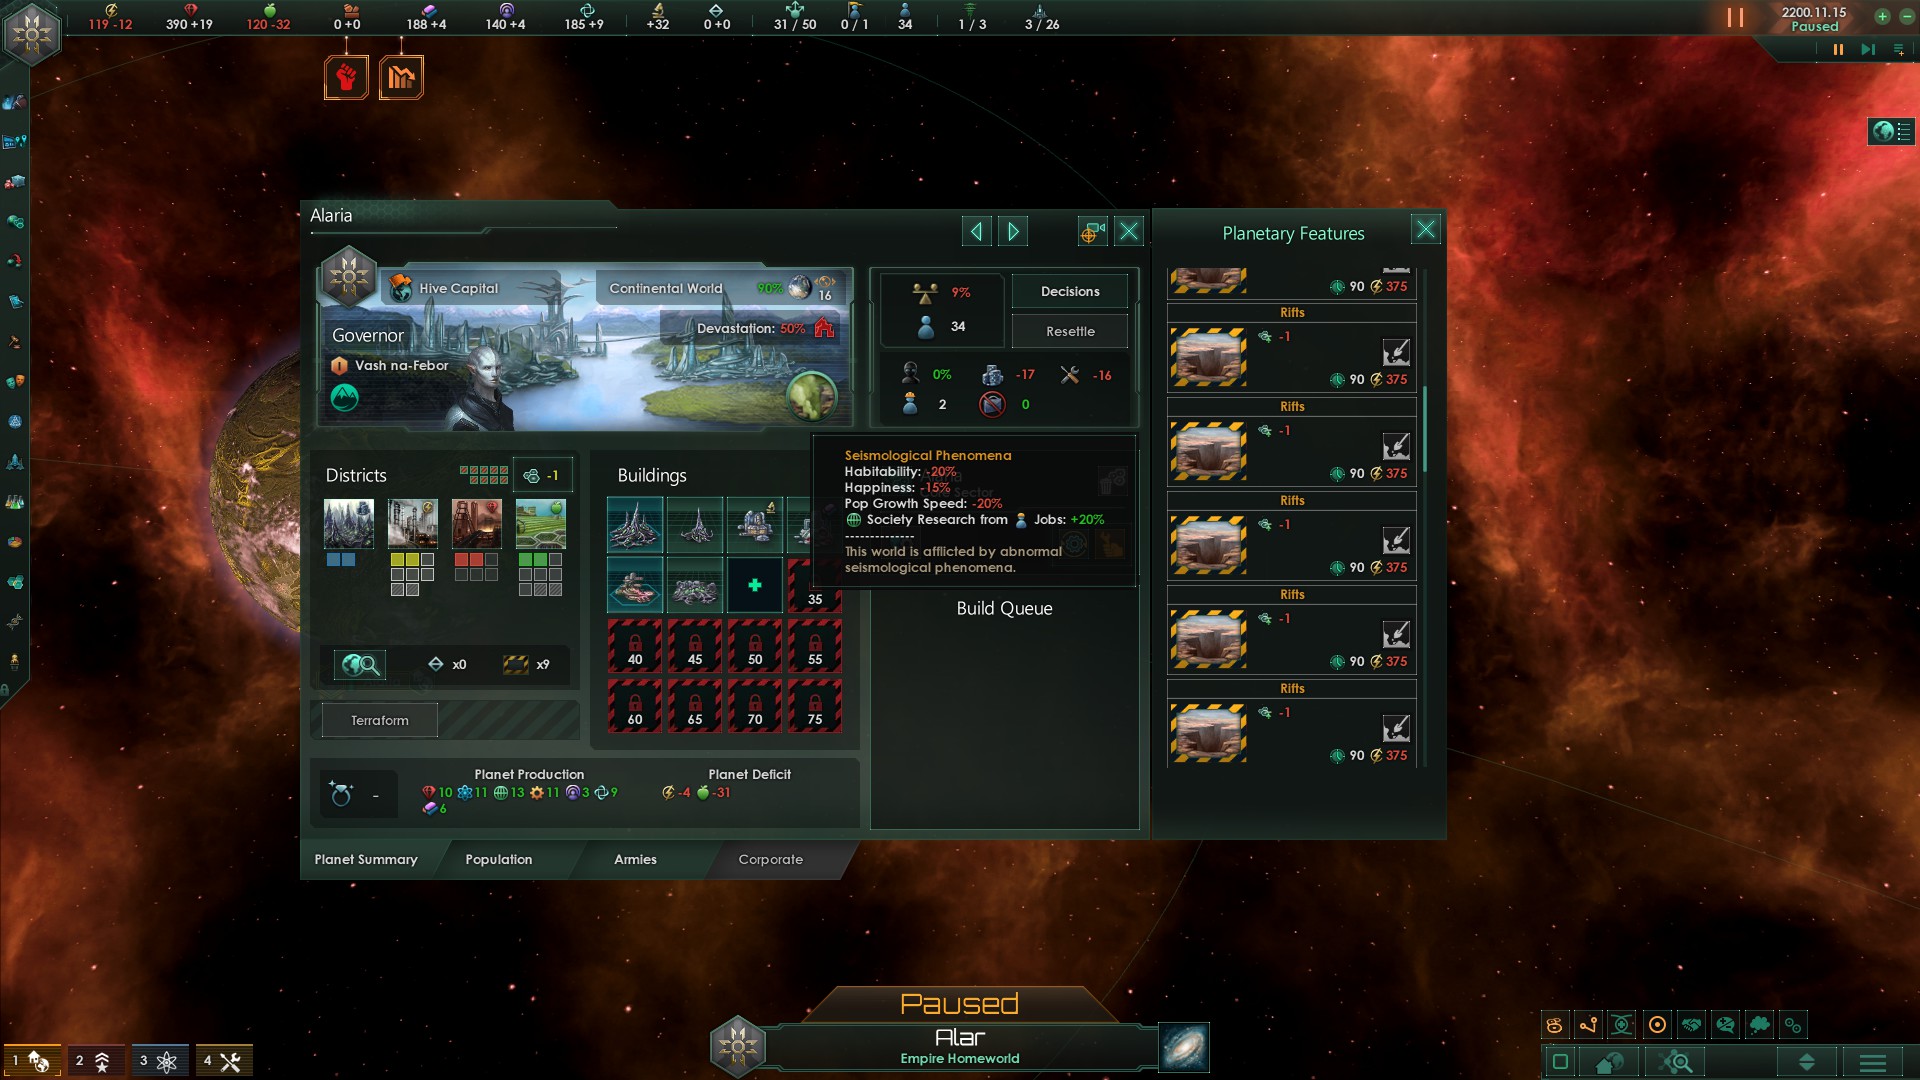 119 -12
390 +19
120 -32
0 +0
188 +4
140 +4
185 +9
+32
0 +0
31 / 50
0 / 1
34
1 / 3
3 / 26
2200.11.15
Paused
Alaria
Planetary Features
Hive Capital
Continental World
90%
16
Governor
Devastation: 50%
Vash na-Febor
9%
34
Decisions
Resettle
0%
-17
-16
2
0
90 375
Rifts
-1
90 375
Rifts
-1
90 375
Rifts
-1
90 375
Rifts
-1
90 375
Rifts
-1
90 375
Districts
-1
Buildings
Seismological Phenomena
Habitability: -20%
Happiness: -15%
Pop Growth Speed: -20%
Society Research from Jobs: +20%
-------------
This world is afflicted by abnormal
seismological phenomena.
35
40
45
50
55
60
65
70
75
Build Queue
x0
x9
Terraform
-
Planet Production
10 11 13 11 3 9
6
Planet Deficit
-4 -31
Planet Summary
Population
Armies
Corporate
Paused
Alar
Empire Homeworld
1
2
3
4